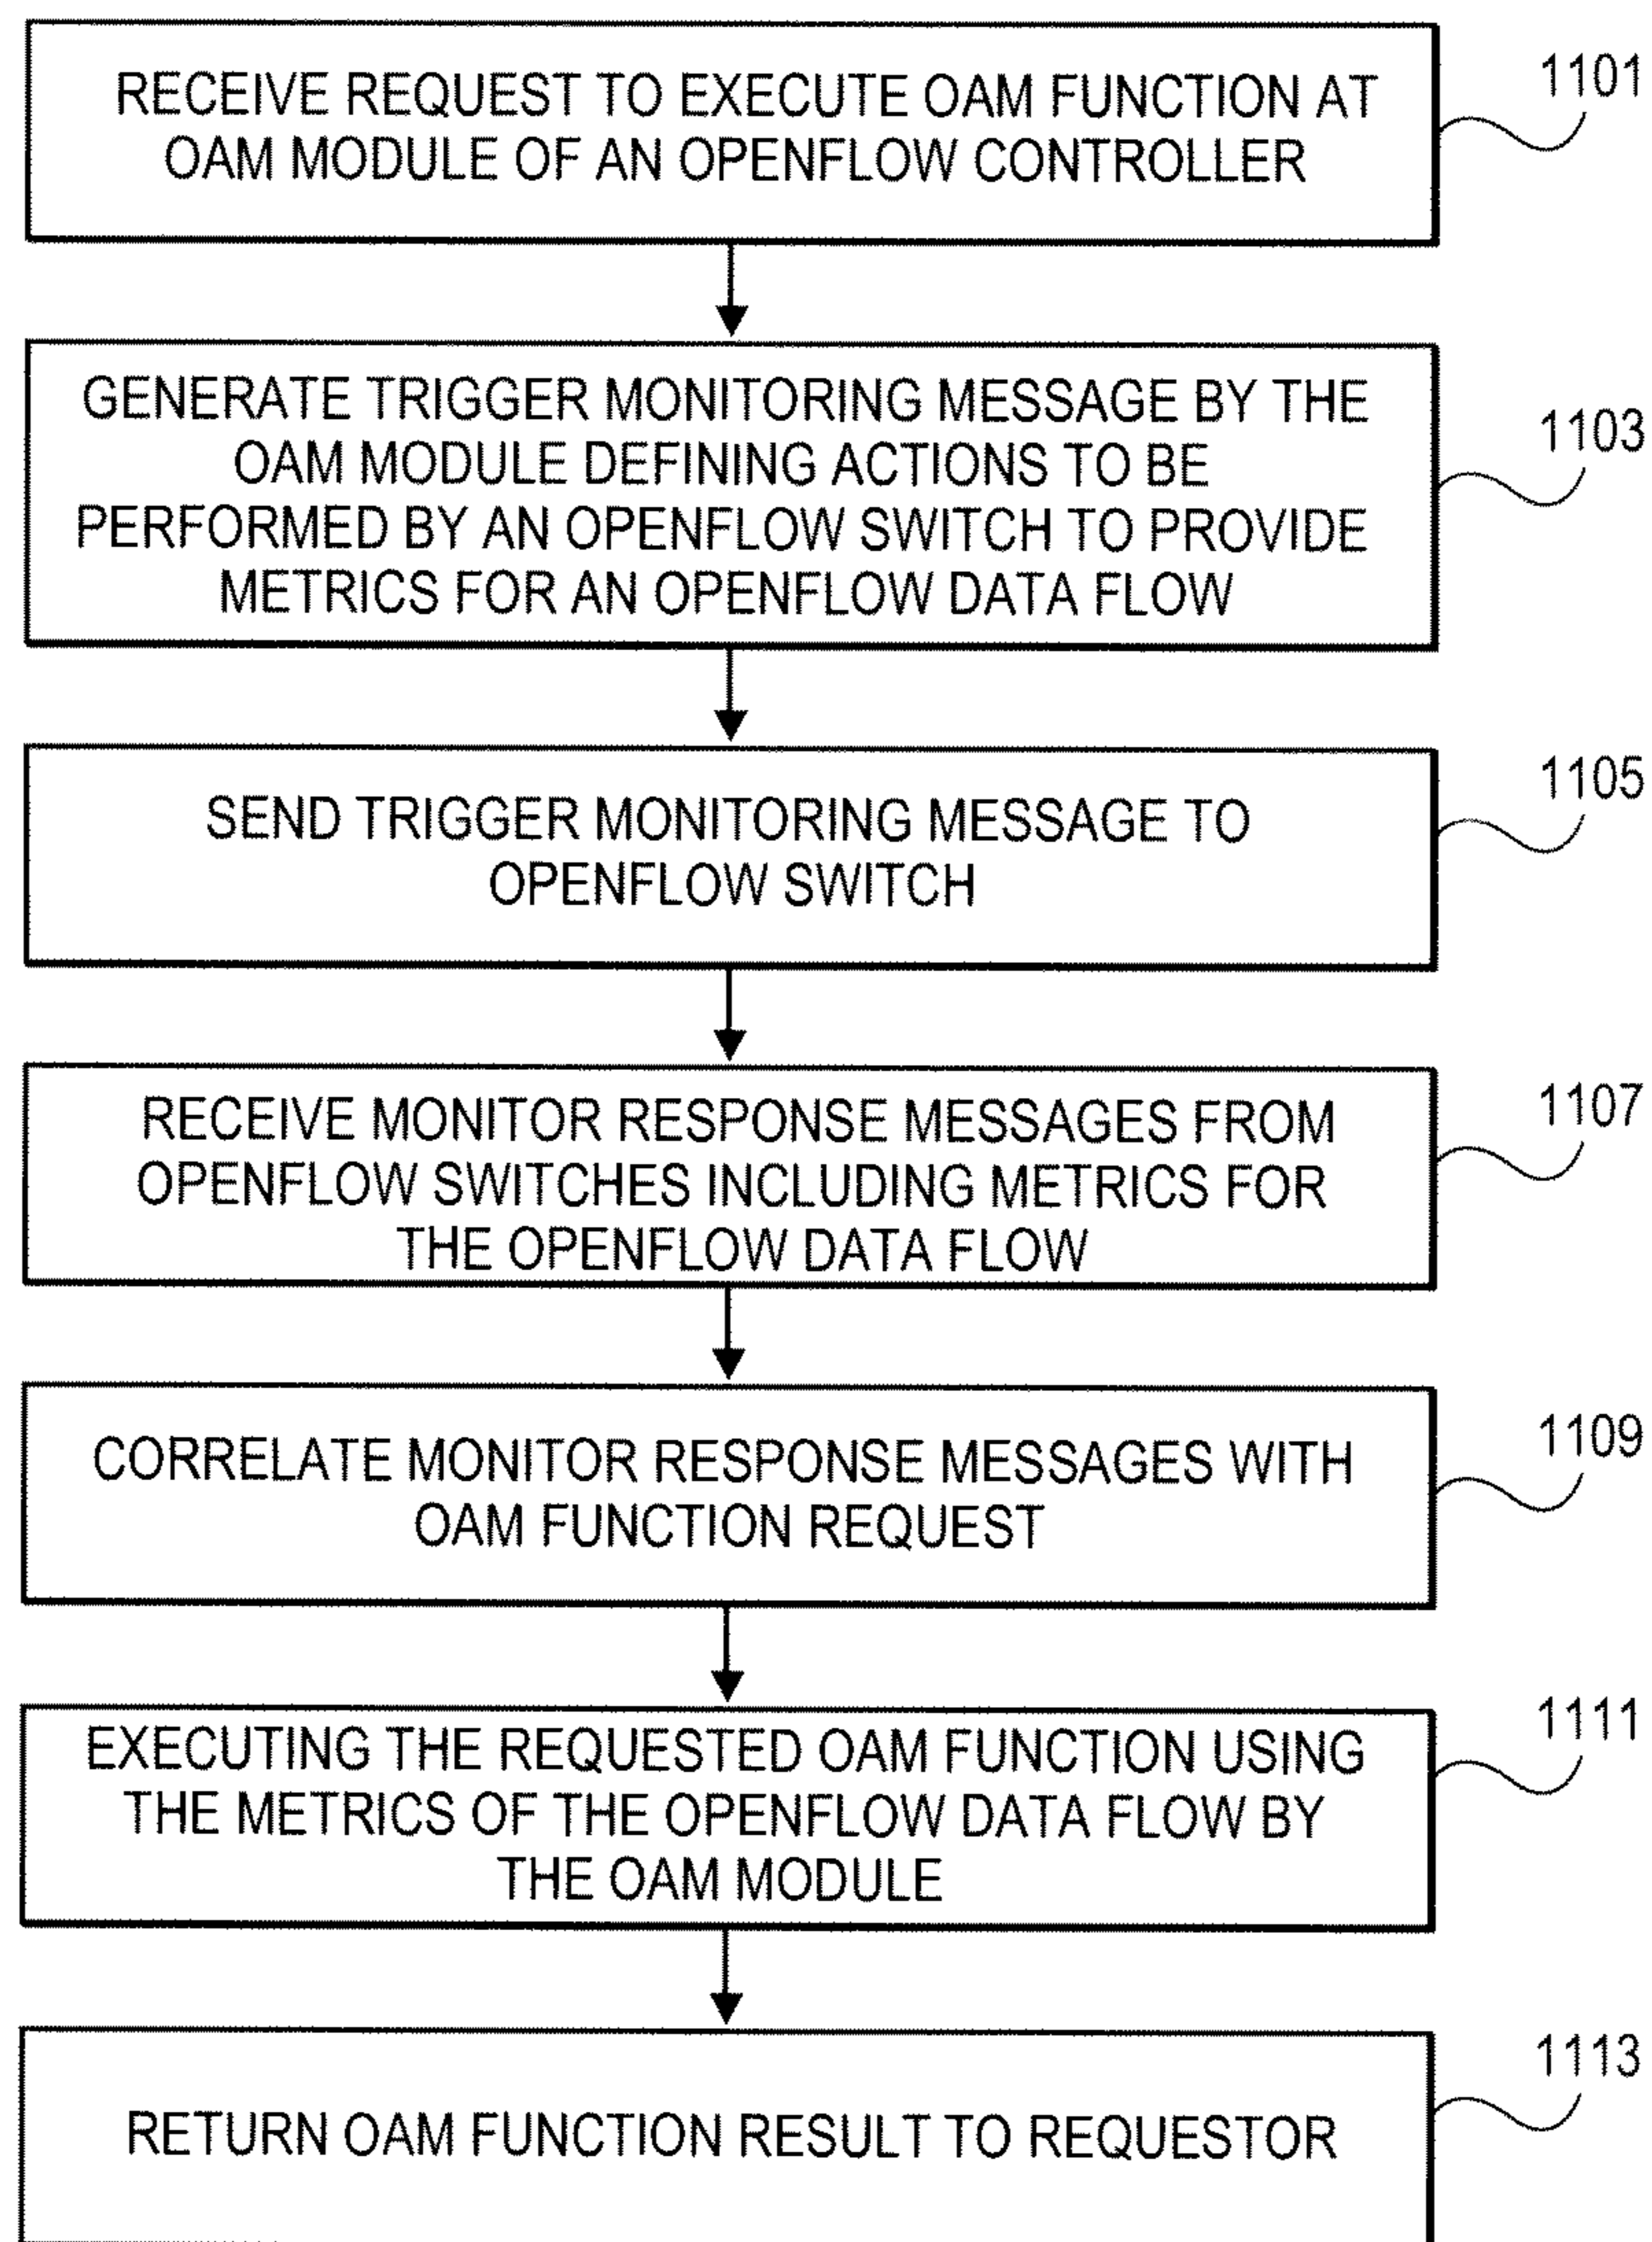 RECEIVE REQUEST TO EXECUTE OAM FUNCTION AT
OAM MODULE OF AN OPENFLOW CONTROLLER
1101
GENERATE TRIGGER MONITORING MESSAGE BY THE
OAM MODULE DEFINING ACTIONS TO BE
PERFORMED BY AN OPENFLOW SWITCH TO PROVIDE
METRICS FOR AN OPENFLOW DATA FLOW
1103
SEND TRIGGER MONITORING MESSAGE TO
OPENFLOW SWITCH
1105
RECEIVE MONITOR RESPONSE MESSAGES FROM
OPENFLOW SWITCHES INCLUDING METRICS FOR
THE OPENFLOW DATA FLOW
1107
CORRELATE MONITOR RESPONSE MESSAGES WITH
OAM FUNCTION REQUEST
1109
EXECUTING THE REQUESTED OAM FUNCTION USING
THE METRICS OF THE OPENFLOW DATA FLOW BY
THE OAM MODULE
1111
RETURN OAM FUNCTION RESULT TO REQUESTOR
1113